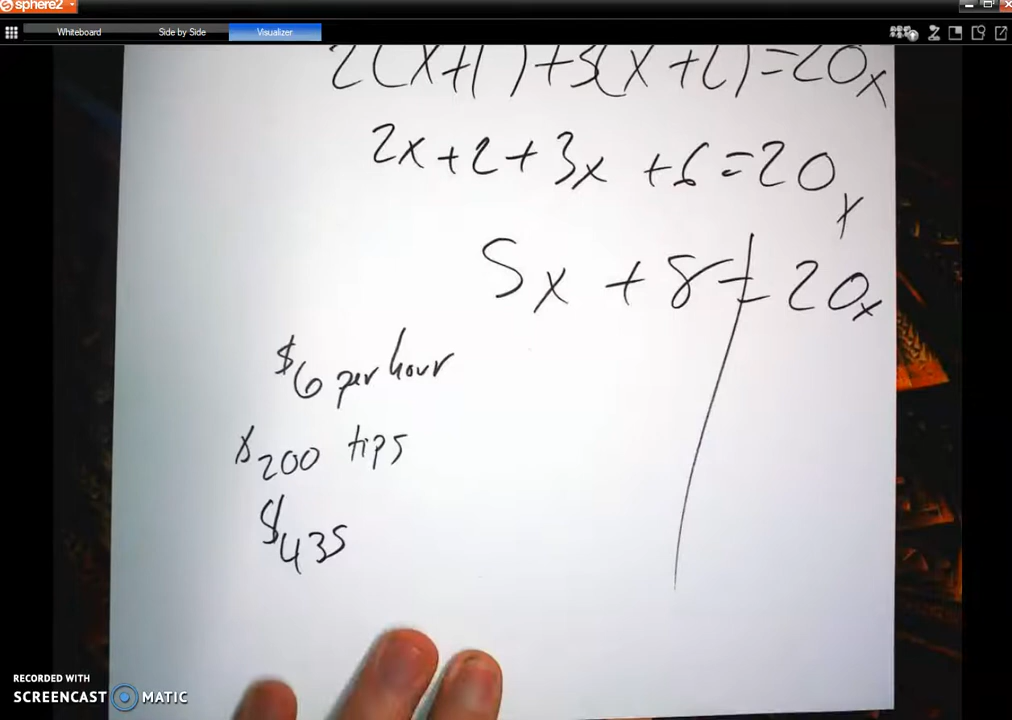 sphere2
Whiteboard Side by Side Visualizer
2(x+1)+3(x+2)=20x
2x+2+3x +6=20x
5x +8=20x
$6 per hour
$200 tips
$435
RECORDED WITH
SCREENCAST MATIC